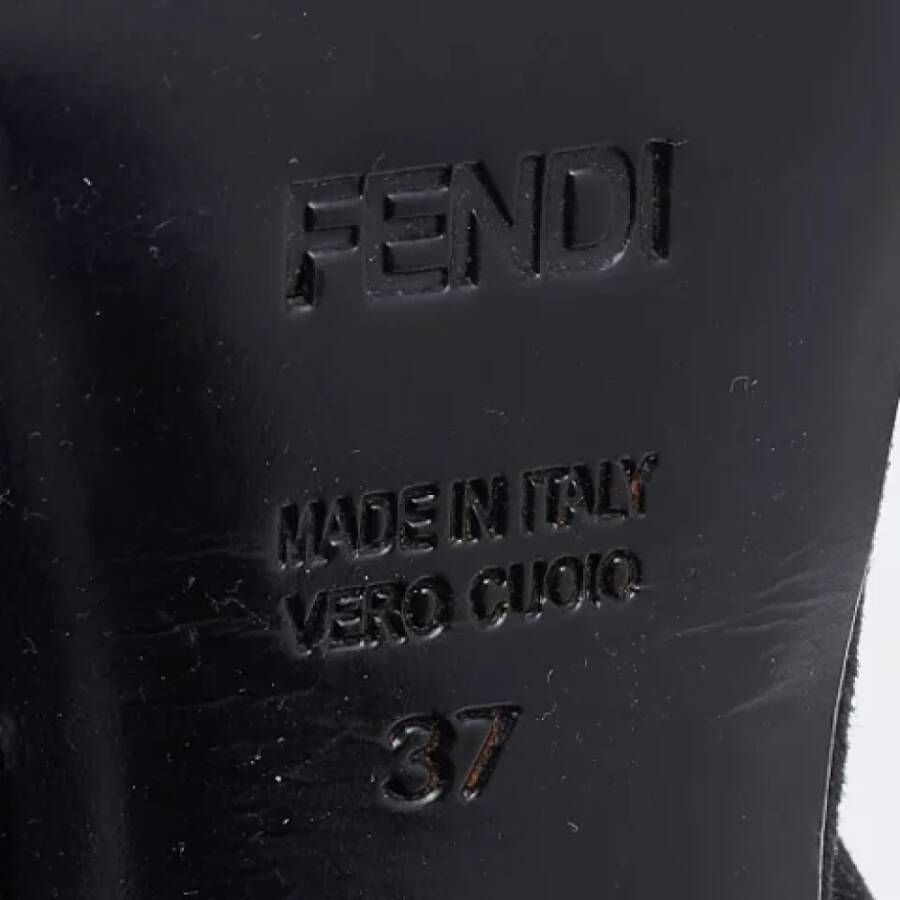 FENDI
MADE IN ITALY
VERO CUOIO
37